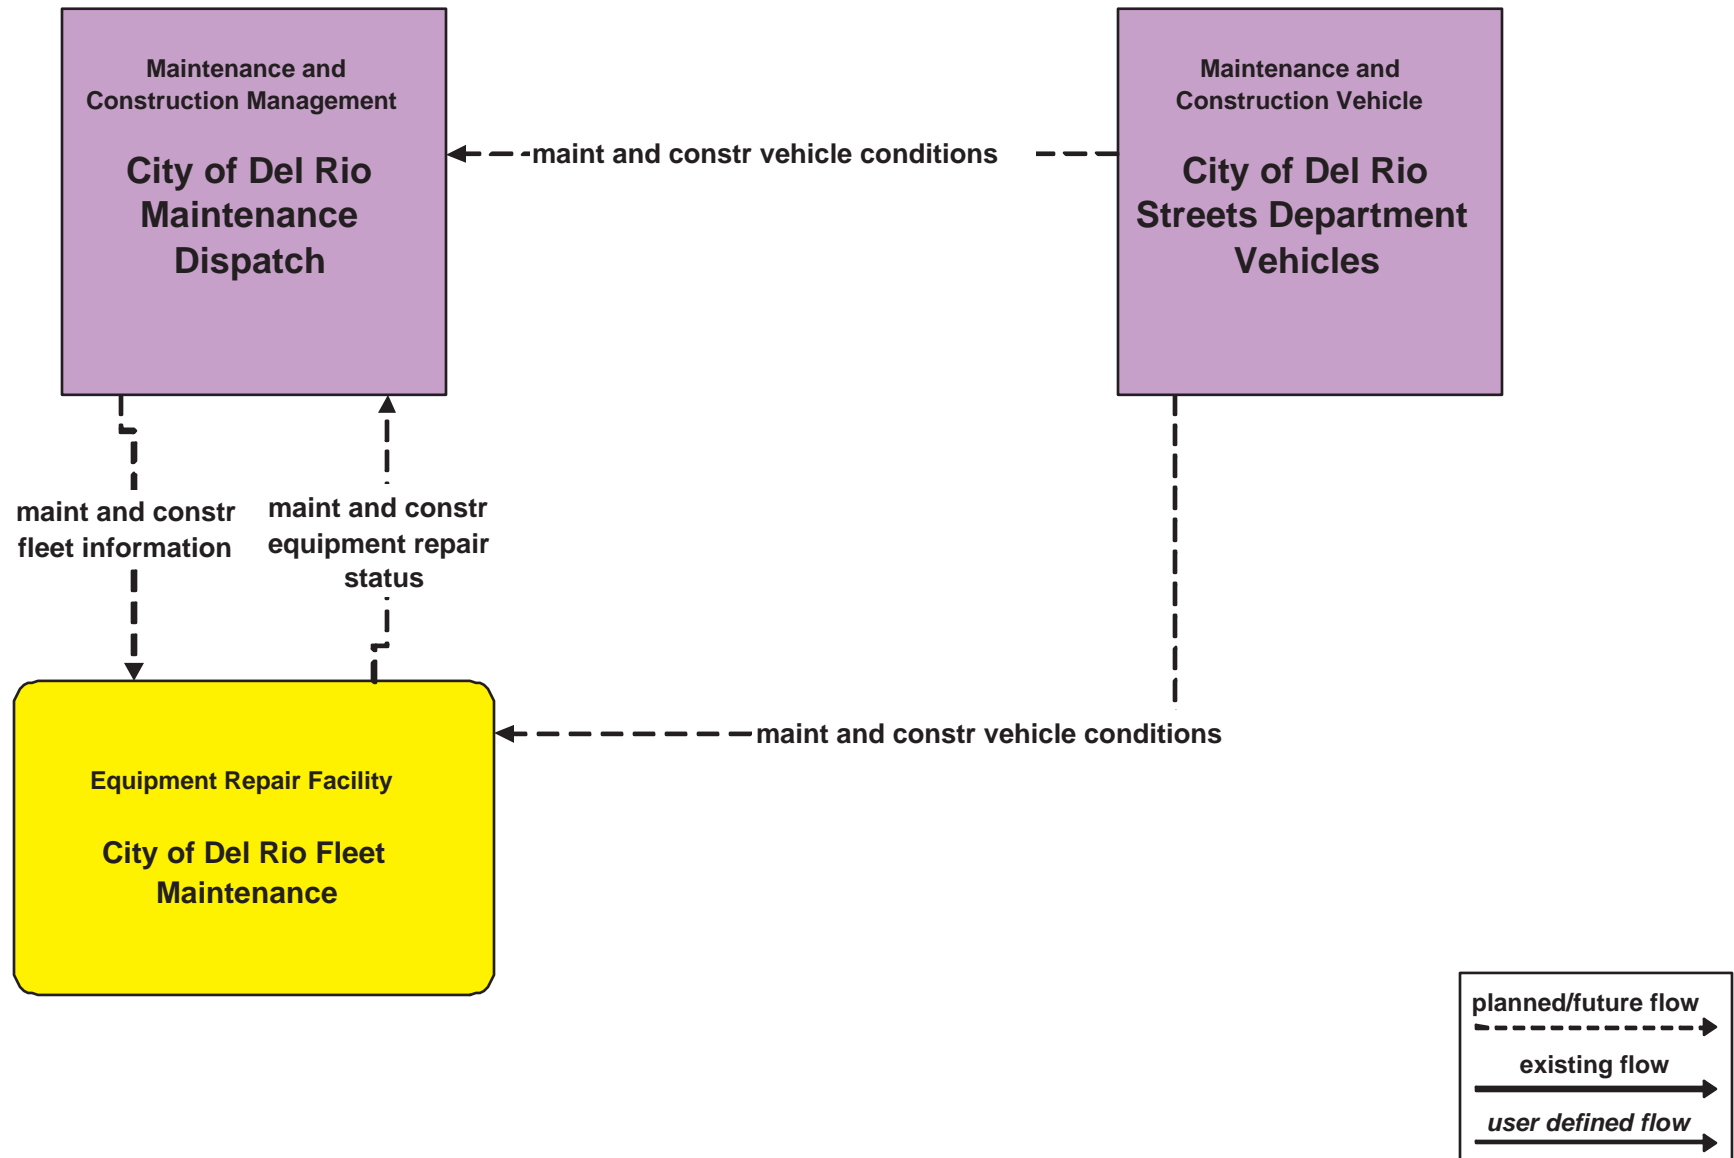 Maintenance and
Construction Management
City of Del Rio
Maintenance
Dispatch
Maintenance and
Construction Vehicle
City of Del Rio
Streets Department
Vehicles
maint and constr vehicle conditions
maint and constr
fleet information
maint and constr
equipment repair
status
maint and constr vehicle conditions
Equipment Repair Facility
City of Del Rio Fleet
Maintenance
planned/future flow
existing flow
user defined flow